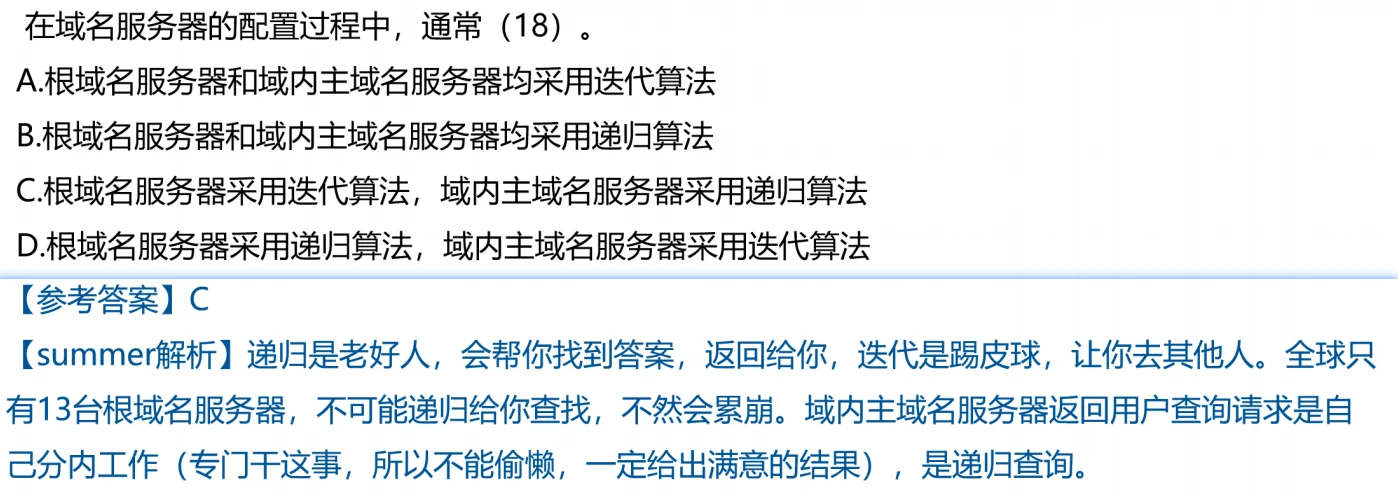 在域名服务器的配置过程中，通常（18）。
A.根域名服务器和域内主域名服务器均采用迭代算法
B.根域名服务器和域内主域名服务器均采用递归算法
C.根域名服务器采用迭代算法，域内主域名服务器采用递归算法
D.根域名服务器采用递归算法，域内主域名服务器采用迭代算法
【参考答案】C
【summer解析】递归是老好人，会帮你找到答案，返回给你，迭代是踢皮球，让你去其他人。全球只
有13台根域名服务器，不可能递归给你查找，不然会累崩。域内主域名服务器返回用户查询请求是自
己分内工作（专门干这事，所以不能偷懒，一定给出满意的结果），是递归查询。